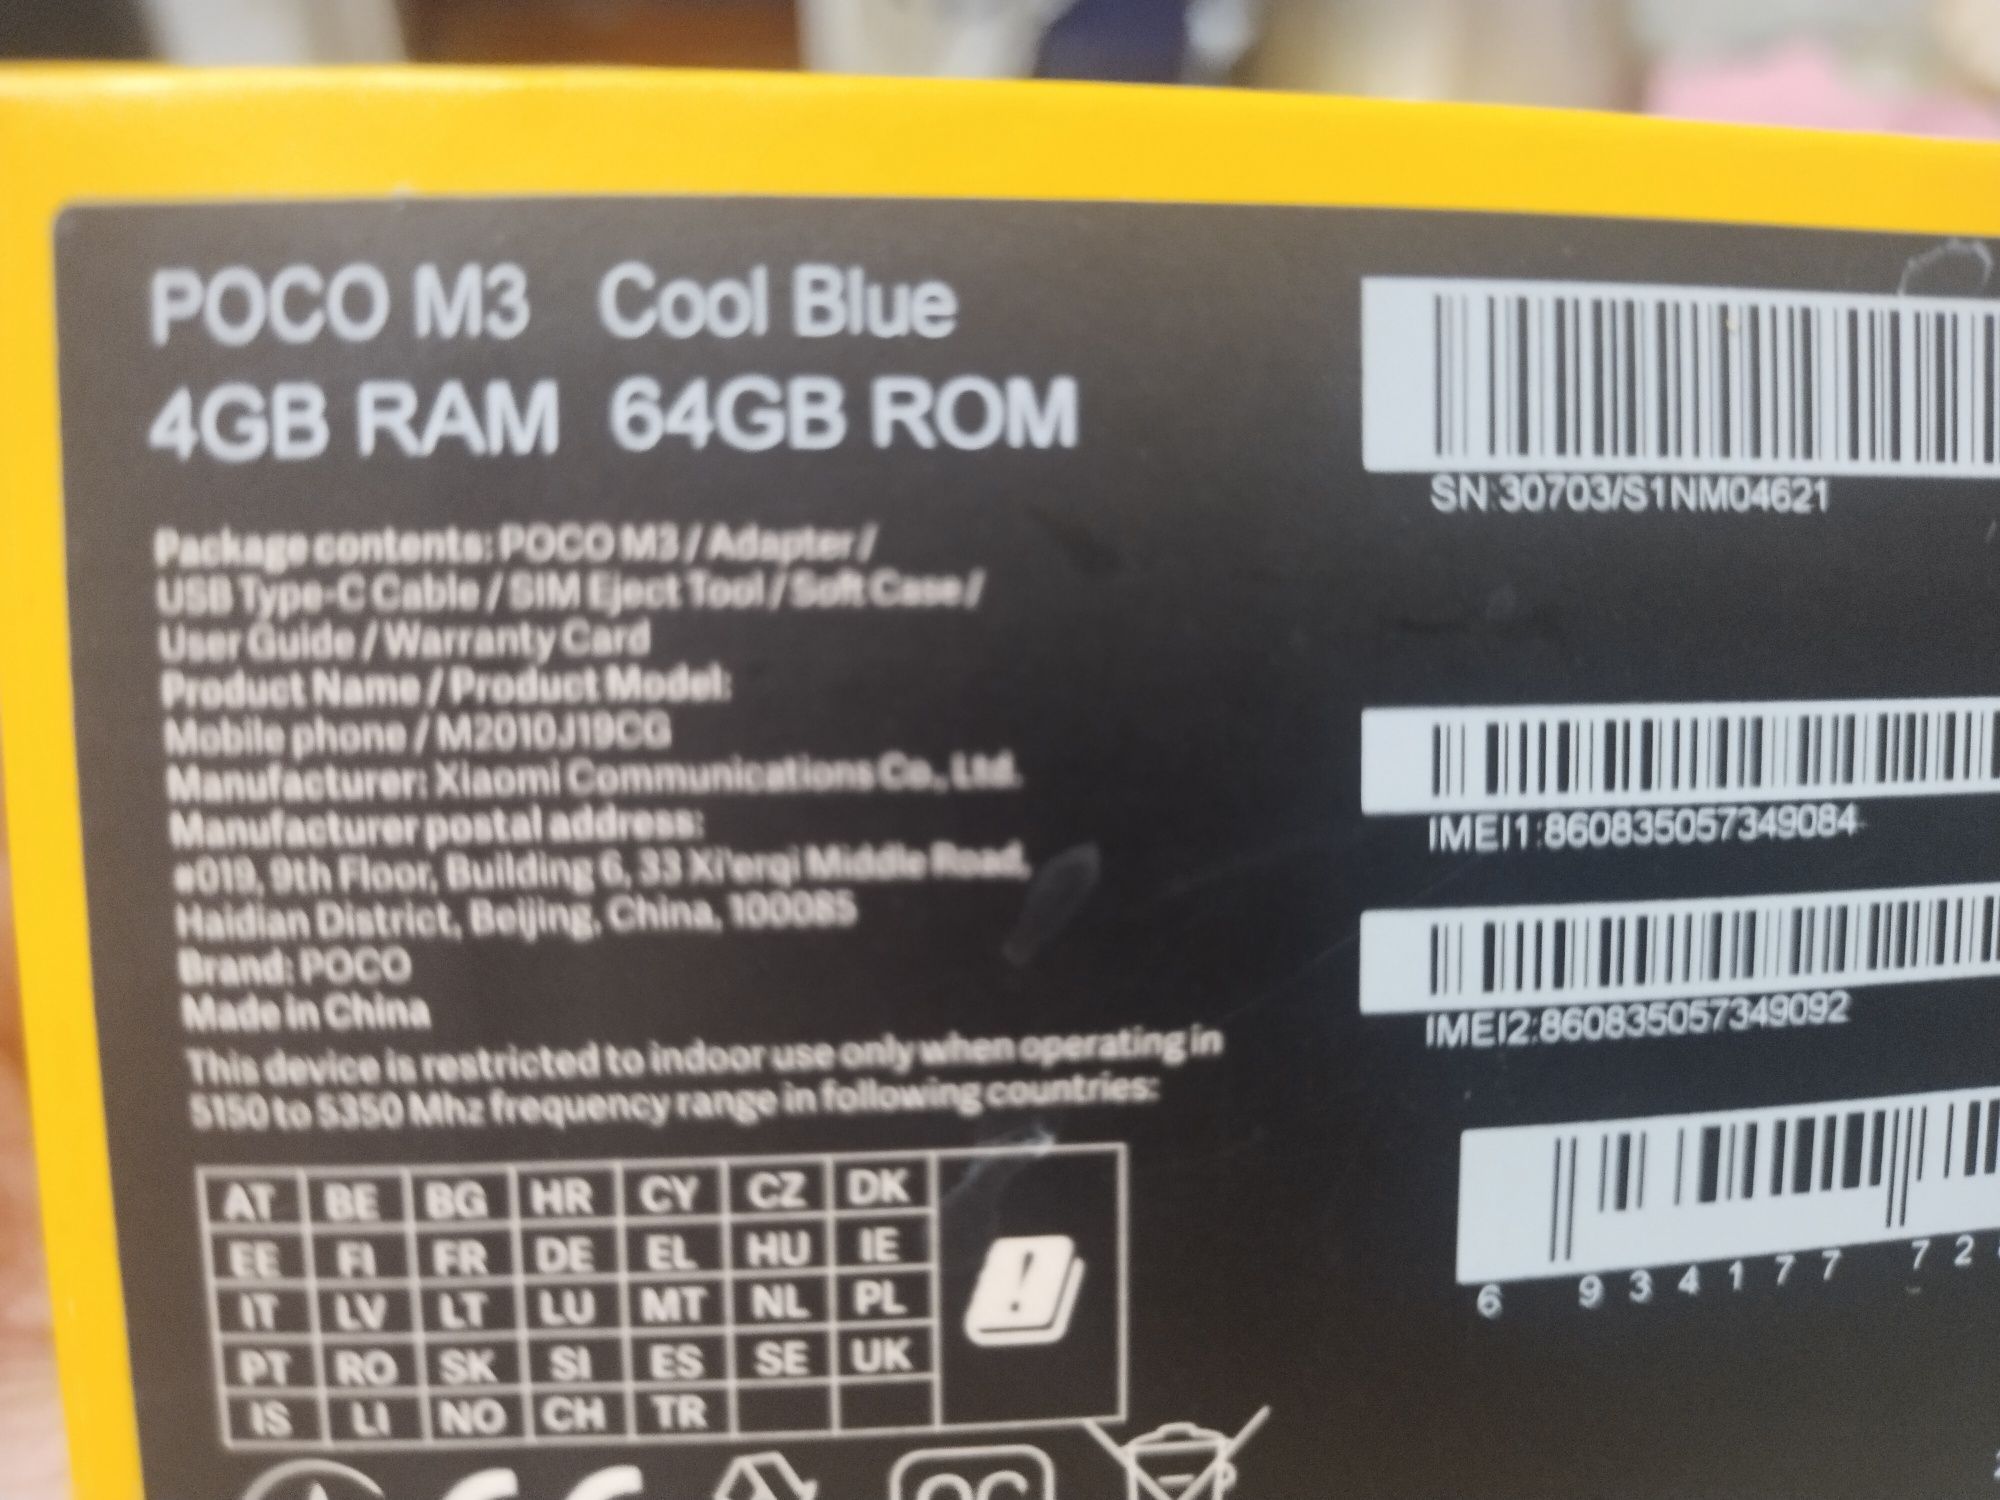 POCO M3 Cool Blue
4GB RAM 64GB ROM
Package contents: POCO M3 / Adapter /
USB Type-C Cable / SIM Eject Tool / Soft Case /
User Guide / Warranty Card
Product Name / Product Model:
Mobile phone / M2010J19CG
Manufacturer: Xiaomi Communications Co., Ltd.
Manufacturer postal address:
#019, 9th Floor, Building 6, 33 Xi'erqi Middle Road,
Haidian District, Beijing, China, 100085
Brand: POCO
Made in China
This device is restricted to indoor use only when operating in
5150 to 5350 Mhz frequency range in following countries:
AT BE BG HR CY CZ DK
EE FI FR DE EL HU IE
IT LV LT LU MT NL PL
PT RO SK SI ES SE UK
IS LI NO CH TR
!
CE
SN:30703/S1NM04621
IMEI1:860835057349084
IMEI2:860835057349092
6 934177 72